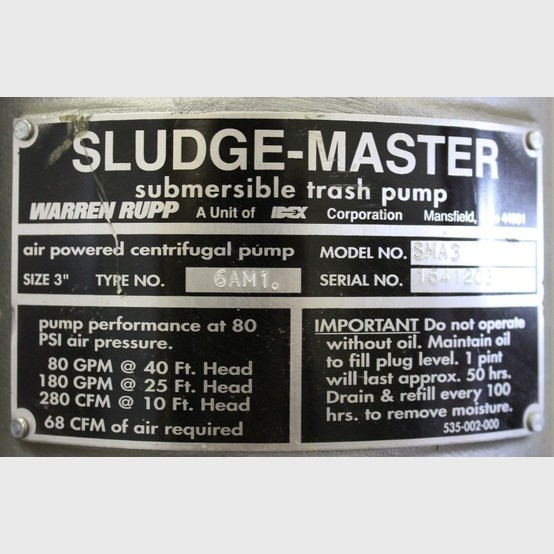 SLUDGE-MASTER
submersible trash pump
WARREN RUPP A Unit of IDEX Corporation Mansfield, 44901
air powered centrifugal pump MODEL NO. SMA3
SIZE 3" TYPE NO. 6AM1. SERIAL NO.
pump performance at 80
PSI air pressure.
80 GPM @ 40 Ft. Head
180 GPM @ 25 Ft. Head
280 CFM @ 10 Ft. Head
68 CFM of air required
IMPORTANT Do not operate
without oil. Maintain oil
to fill plug level. 1 pint
will last approx. 50 hrs.
Drain & refill every 100
hrs. to remove moisture.
535-002-000